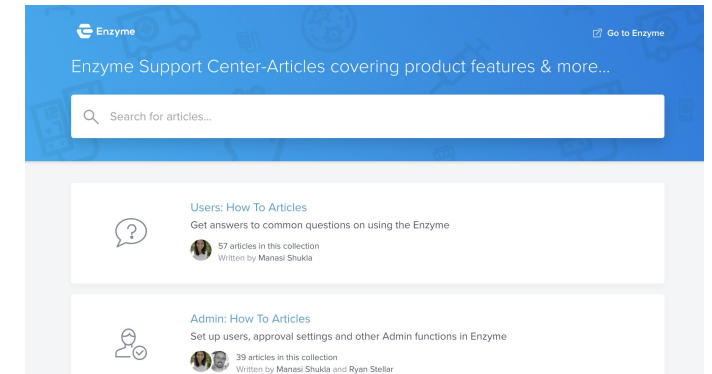 Enzyme
Go to Enzyme
Enzyme Support Center-Articles covering product features & more...
Search for articles...
Users: How To Articles
Get answers to common questions on using the Enzyme
57 articles in this collection
Written by Manasi Shukla
Admin: How To Articles
Set up users, approval settings and other Admin functions in Enzyme
39 articles in this collection
Written by Manasi Shukla and Ryan Stellar